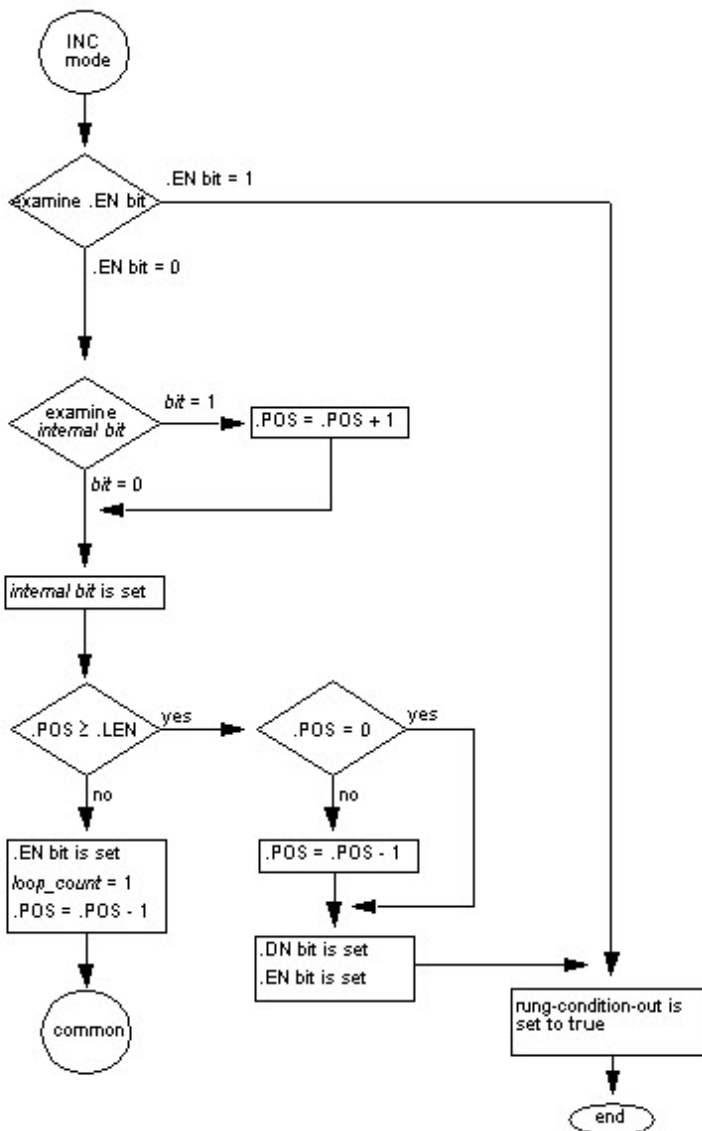 INC
mode
examine .EN bit
.EN bit = 1
.EN bit = 0
examine
internal bit
bit = 1
.POS = .POS + 1
bit = 0
internal bit is set
.POS ≥ .LEN
yes
.POS = 0
yes
no
no
.EN bit is set
loop_count = 1
.POS = .POS - 1
.POS = .POS - 1
.DN bit is set
.EN bit is set
common
rung-condition-out is
set to true
end